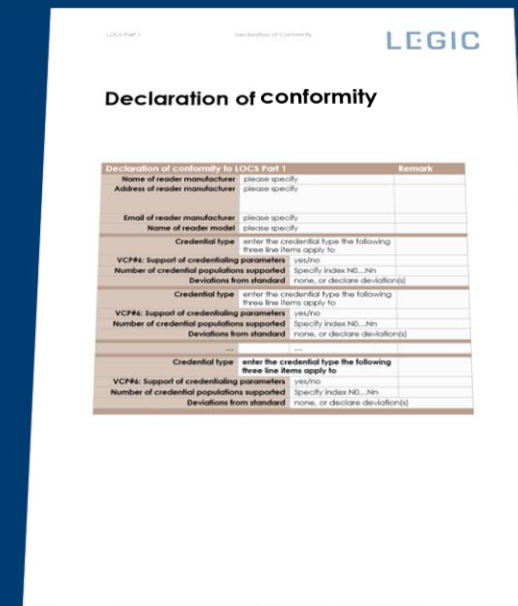 LOCS Part 1 Declaration of Conformity LEGIC
Declaration of conformity
Declaration of conformity to LOCS Part 1 Remark
Name of reader manufacturer please specify
Address of reader manufacturer please specify
Email of reader manufacturer please specify
Name of reader model please specify
Credential type enter the credential type the following
three line items apply to
VCP#6: Support of credentialing parameters yes/no
Number of credential populations supported Specify index N0...Nn
Deviations from standard none, or declare deviation(s)
Credential type enter the credential type the following
three line items apply to
VCP#6: Support of credentialing parameters yes/no
Number of credential populations supported Specify index N0...Nn
Deviations from standard none, or declare deviation(s)
... ...
Credential type enter the credential type the following
three line items apply to
VCP#6: Support of credentialing parameters yes/no
Number of credential populations supported Specify index N0...Nn
Deviations from standard none, or declare deviation(s)